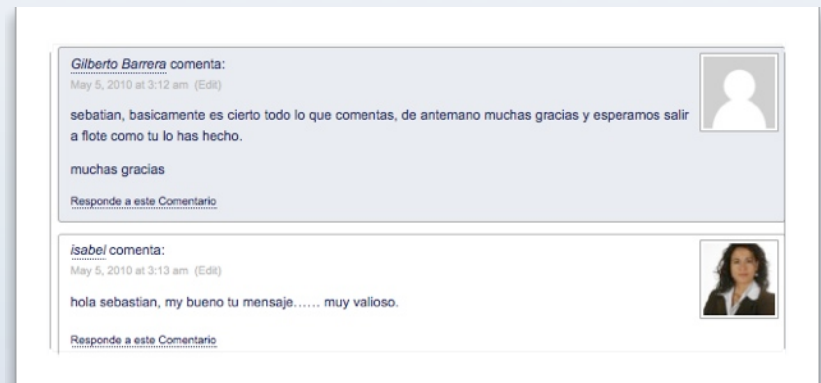 Gilberto Barrera comenta:
May 5, 2010 at 3:12 am (Edit)
sebatian, basicamente es cierto todo lo que comentas, de antemano muchas gracias y esperamos salir
a flote como tu lo has hecho.
muchas gracias
Responde a este Comentario
isabel comenta:
May 5, 2010 at 3:13 am (Edit)
hola sebastian, my bueno tu mensaje...... muy valioso.
Responde a este Comentario